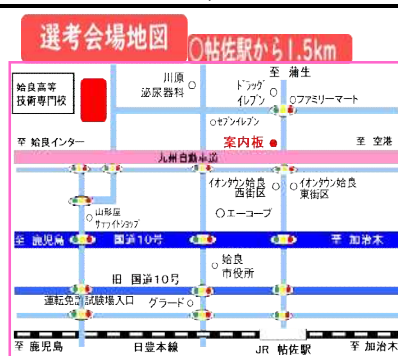 選考会場地図
○帖佐駅から1.5km
至 蒲生
川原
泌尿器科
ドラッグ
イレブン
姶良高等
技術専門校
ファミリーマート
セブンイレブン
案内板
至 姶良インター
至 空港
九州自動車道
イオンタウン姶良
西街区
イオンタウン姶良
東街区
山形屋
サテライトショップ
エーコープ
至 鹿児島
国道10号
至 加治木
姶良
市役所
旧 国道10号
運転免許試験場入口
グラード
至 鹿児島
日豊本線
JR 帖佐駅
至 加治木